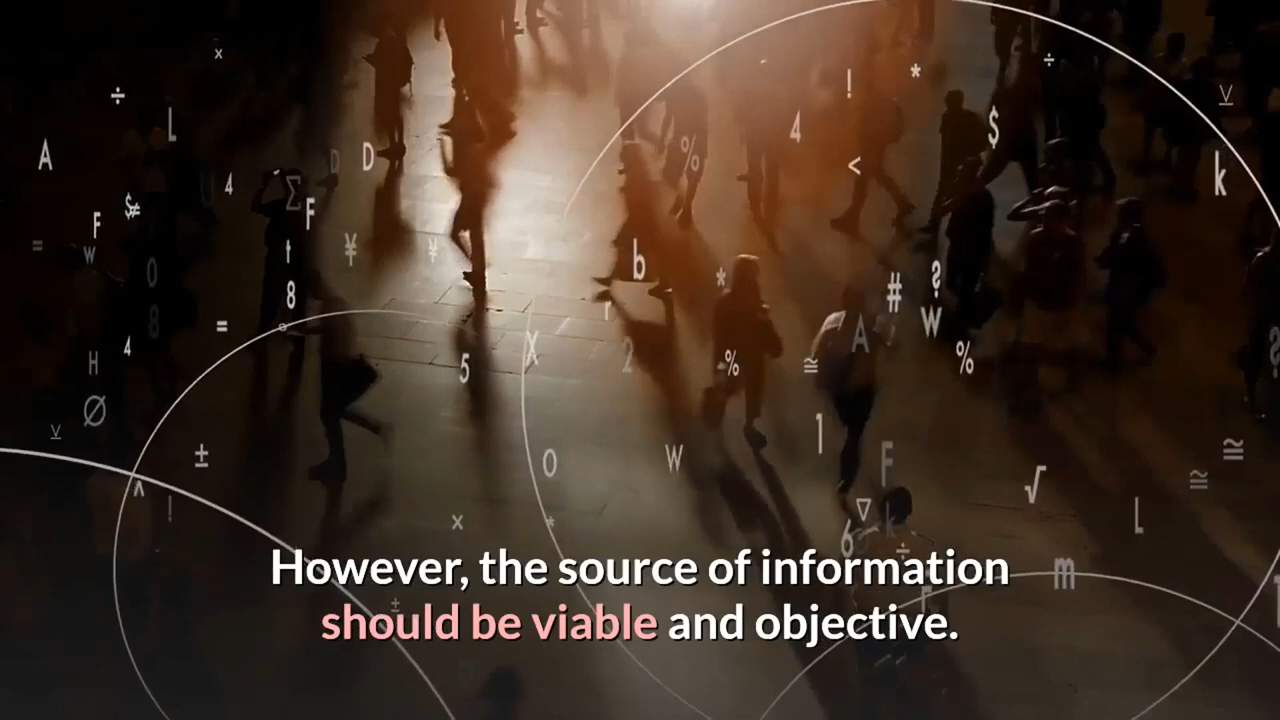 However, the source of information
should be viable and objective.